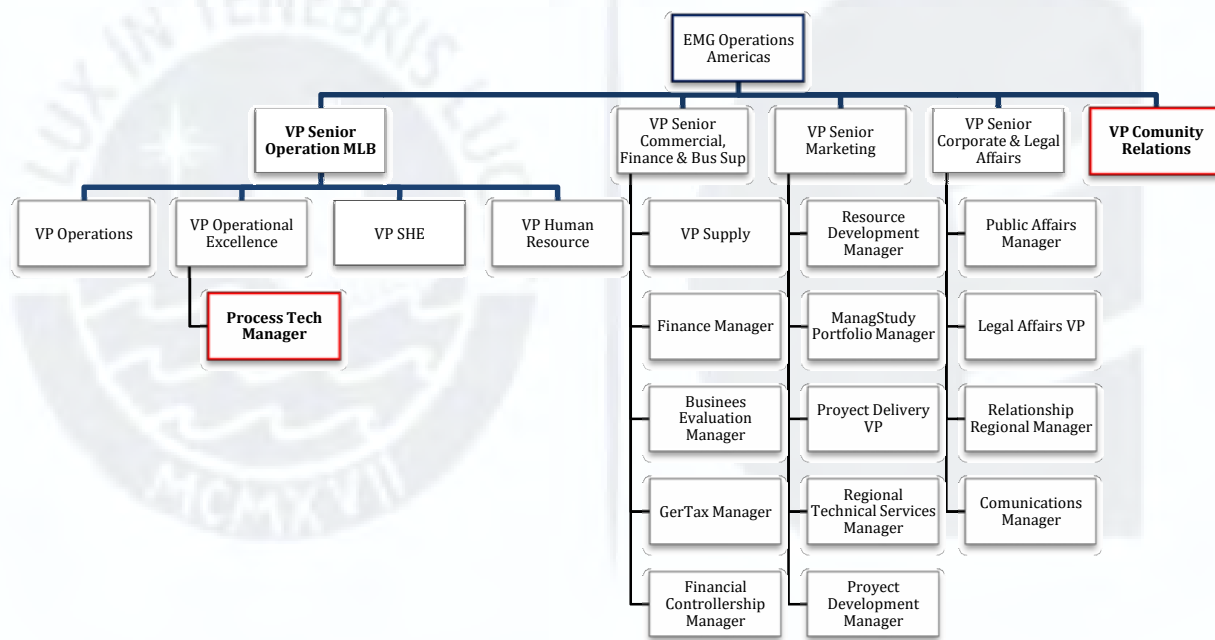 LUX IN TENEBRIS LUC
MCMXVII
EMG Operations
Americas
VP Senior
Operation MLB
VP Senior
Commercial,
Finance & Bus Sup
VP Senior
Marketing
VP Senior
Corporate & Legal
Affairs
VP Comunity
Relations
VP Operations
VP Operational
Excellence
VP SHE
VP Human
Resource
Process Tech
Manager
VP Supply
Finance Manager
Businees
Evaluation
Manager
GerTax Manager
Financial
Controllership
Manager
Resource
Development
Manager
ManagStudy
Portfolio Manager
Proyect Delivery
VP
Regional
Technical Services
Manager
Proyect
Development
Manager
Public Affairs
Manager
Legal Affairs VP
Relationship
Regional Manager
Comunications
Manager